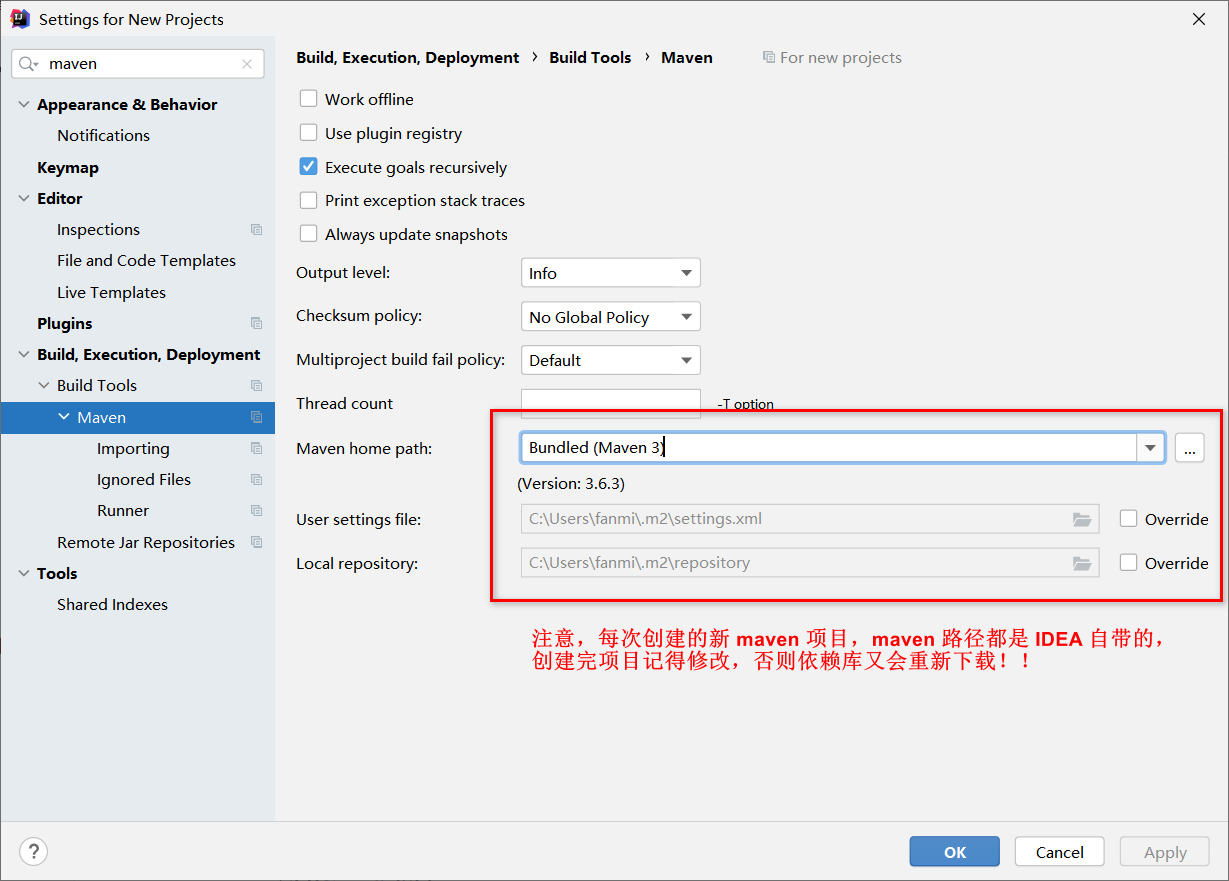 Settings for New Projects
maven
Appearance & Behavior
Notifications
Keymap
Editor
Inspections
File and Code Templates
Live Templates
Plugins
Build, Execution, Deployment
Build Tools
Maven
Importing
Ignored Files
Runner
Remote Jar Repositories
Tools
Shared Indexes
Build, Execution, Deployment › Build Tools › Maven For new projects
Work offline
Use plugin registry
Execute goals recursively
Print exception stack traces
Always update snapshots
Output level: Info
Checksum policy: No Global Policy
Multiproject build fail policy: Default
Thread count -T option
Maven home path: Bundled (Maven 3) ...
(Version: 3.6.3)
User settings file: C:\Users\fanmi\.m2\settings.xml Override
Local repository: C:\Users\fanmi\.m2\repository Override
注意，每次创建的新 maven 项目，maven 路径都是 IDEA 自带的，
创建完项目记得修改，否则依赖库又会重新下载！！
? OK Cancel Apply